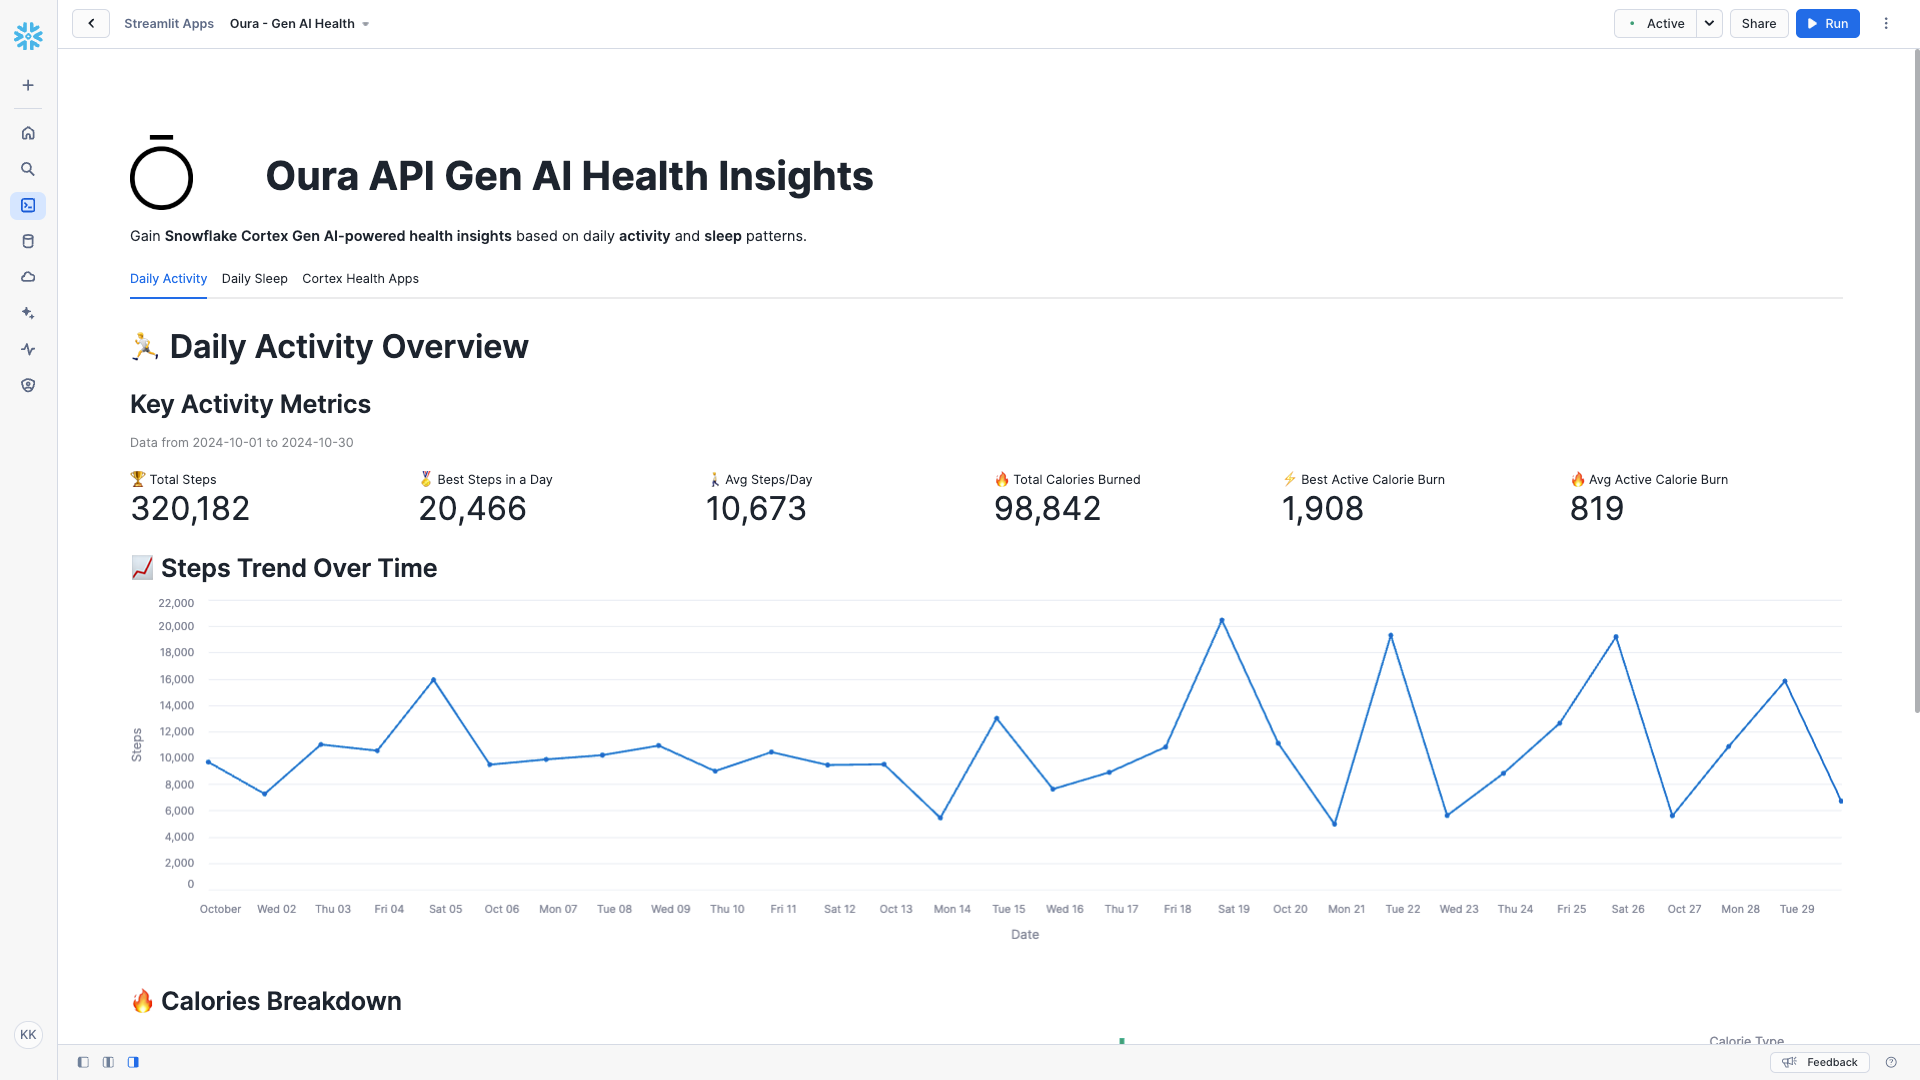 Streamlit Apps Oura - Gen AI Health Active Share Run
Oura API Gen AI Health Insights
Gain Snowflake Cortex Gen AI-powered health insights based on daily activity and sleep patterns.
Daily Activity Daily Sleep Cortex Health Apps
Daily Activity Overview
Key Activity Metrics
Data from 2024-10-01 to 2024-10-30
Total Steps Best Steps in a Day Avg Steps/Day Total Calories Burned Best Active Calorie Burn Avg Active Calorie Burn
320,182 20,466 10,673 98,842 1,908 819
Steps Trend Over Time
22,000
20,000
18,000
16,000
14,000
12,000
10,000
8,000
6,000
4,000
2,000
0
Steps
October Wed 02 Thu 03 Fri 04 Sat 05 Oct 06 Mon 07 Tue 08 Wed 09 Thu 10 Fri 11 Sat 12 Oct 13 Mon 14 Tue 15 Wed 16 Thu 17 Fri 18 Sat 19 Oct 20 Mon 21 Tue 22 Wed 23 Thu 24 Fri 25 Sat 26 Oct 27 Mon 28 Tue 29
Date
Calories Breakdown
KK
Calorie Type
Feedback